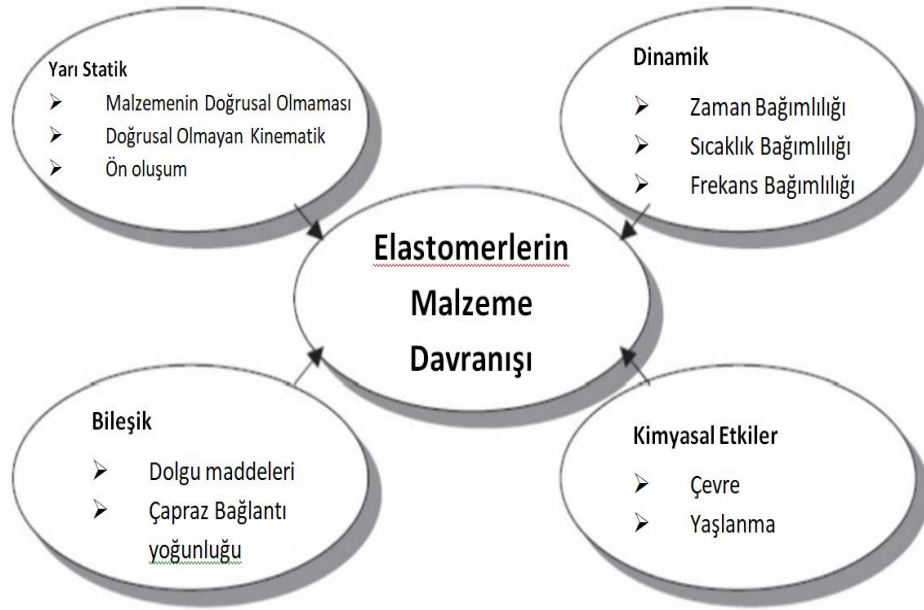 Yarı Statik
➢ Malzemenin Doğrusal Olmaması
➢ Doğrusal Olmayan Kinematik
➢ Ön oluşum
Dinamik
➢ Zaman Bağımlılığı
➢ Sıcaklık Bağımlılığı
➢ Frekans Bağımlılığı
Elastomerlerin
Malzeme
Davranışı
Bileşik
➢ Dolgu maddeleri
➢ Çapraz Bağlantı
yoğunluğu
Kimyasal Etkiler
➢ Çevre
➢ Yaşlanma